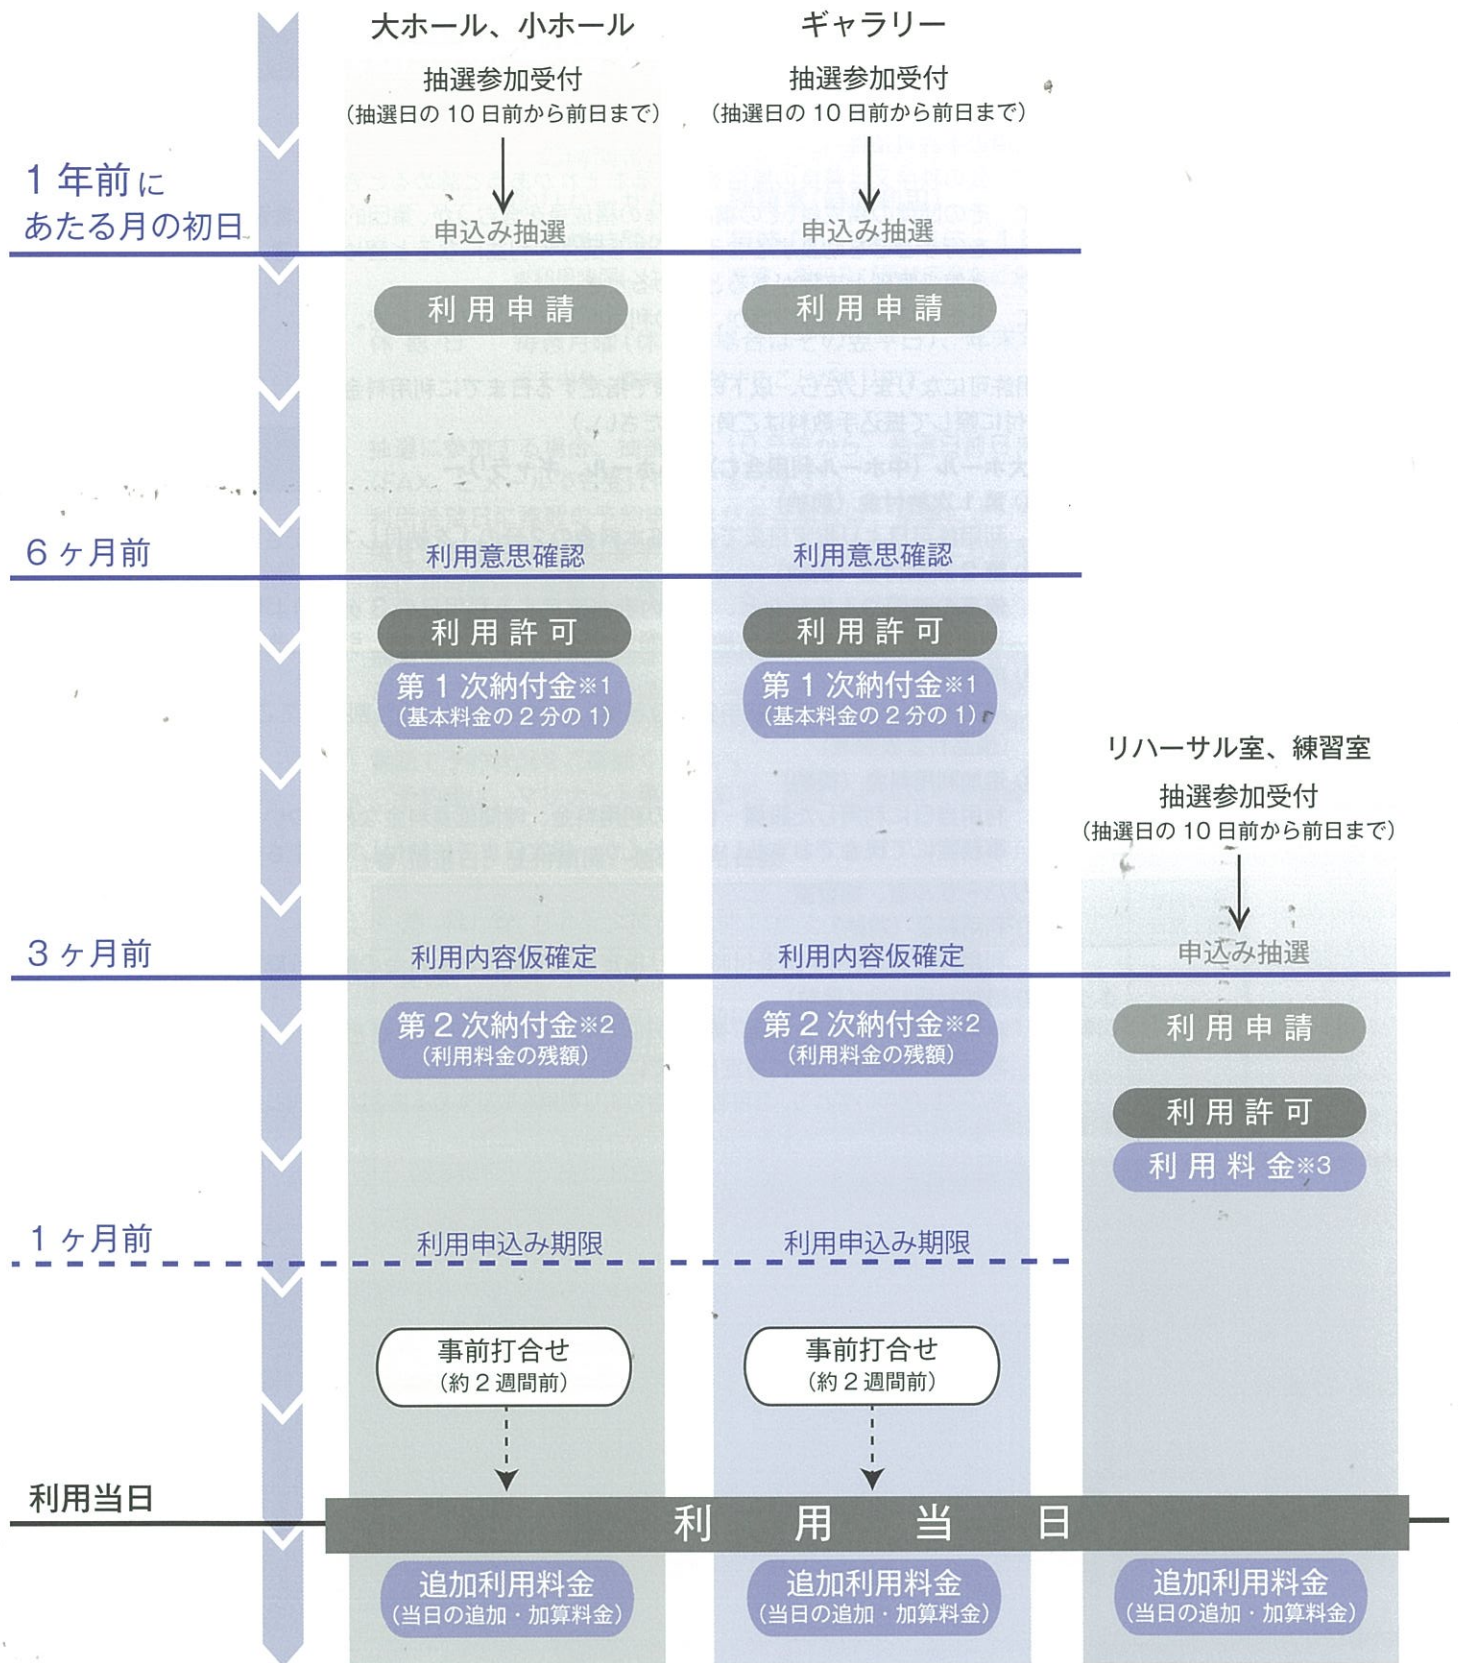 大ホール、小ホール
ギャラリー
抽選参加受付
(抽選日の 10 日前から前日まで)
抽選参加受付
(抽選日の 10 日前から前日まで)
1 年前に
あたる月の初日
申込み抽選
申込み抽選
利用申請
利用申請
6 ヶ月前
利用意思確認
利用意思確認
利用許可
利用許可
第 1 次納付金※1
(基本料金の 2 分の 1)
第 1 次納付金※1
(基本料金の 2 分の 1)
リハーサル室、練習室
抽選参加受付
(抽選日の 10 日前から前日まで)
3 ヶ月前
利用内容仮確定
利用内容仮確定
申込み抽選
第 2 次納付金※2
(利用料金の残額)
第 2 次納付金※2
(利用料金の残額)
利用申請
利用許可
利用料金※3
1 ヶ月前
利用申込み期限
利用申込み期限
事前打合せ
(約 2 週間前)
事前打合せ
(約 2 週間前)
利用当日
利用当日
追加利用料金
(当日の追加・加算料金)
追加利用料金
(当日の追加・加算料金)
追加利用料金
(当日の追加・加算料金)